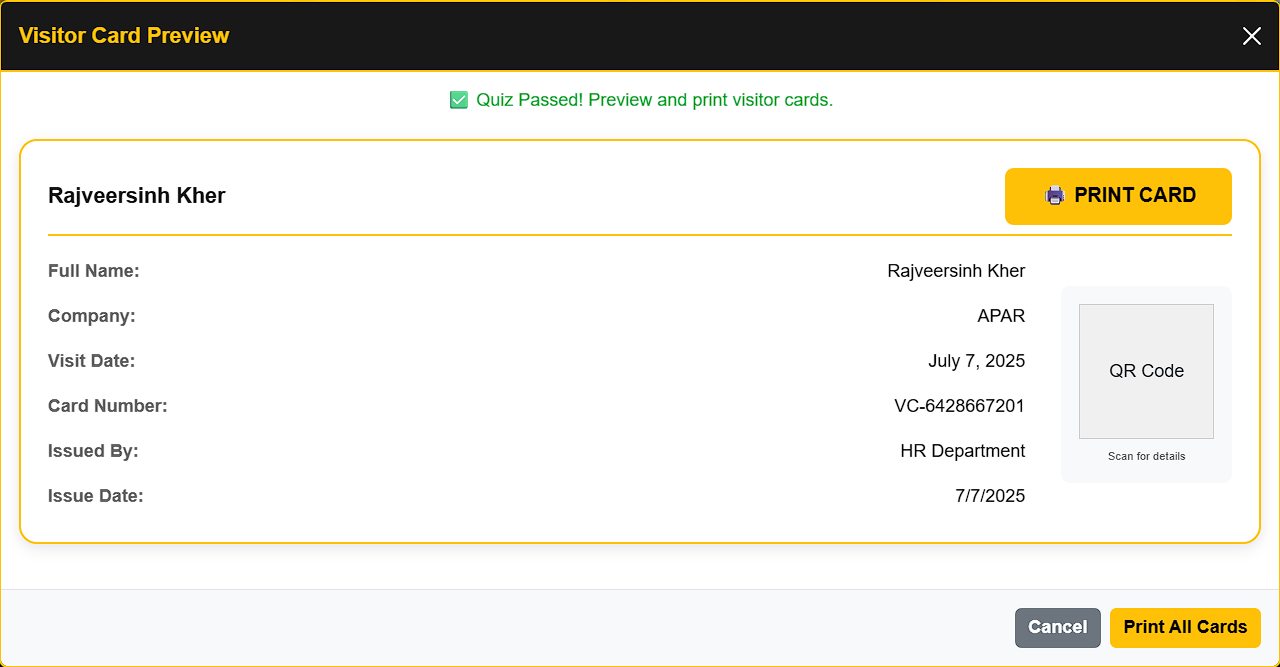 Visitor Card Preview
✅ Quiz Passed! Preview and print visitor cards.
Rajveersinh Kher
🖨️ PRINT CARD
Full Name: Rajveersinh Kher
Company: APAR
Visit Date: July 7, 2025
QR Code
Card Number: VC-6428667201
Issued By: HR Department
Scan for details
Issue Date: 7/7/2025
Cancel
Print All Cards